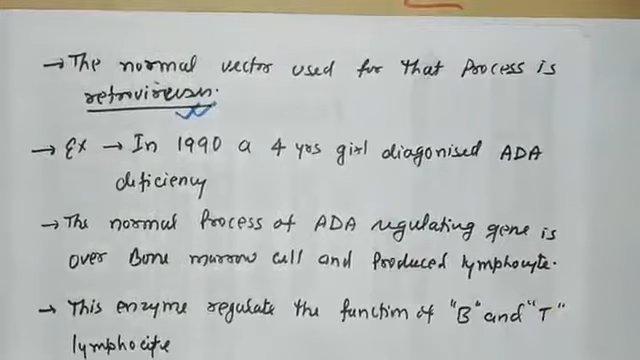 → The normal vector used for that Process is
retrovirus.
→ Ex → In 1990 a 4 yrs girl diagonised ADA
deficiency
→ The normal Process of ADA regulating gene is
over Bone murrow cell and Produced lymphocyte.
→ This enzyme regulate the function of "B" and "T"
lymphocite